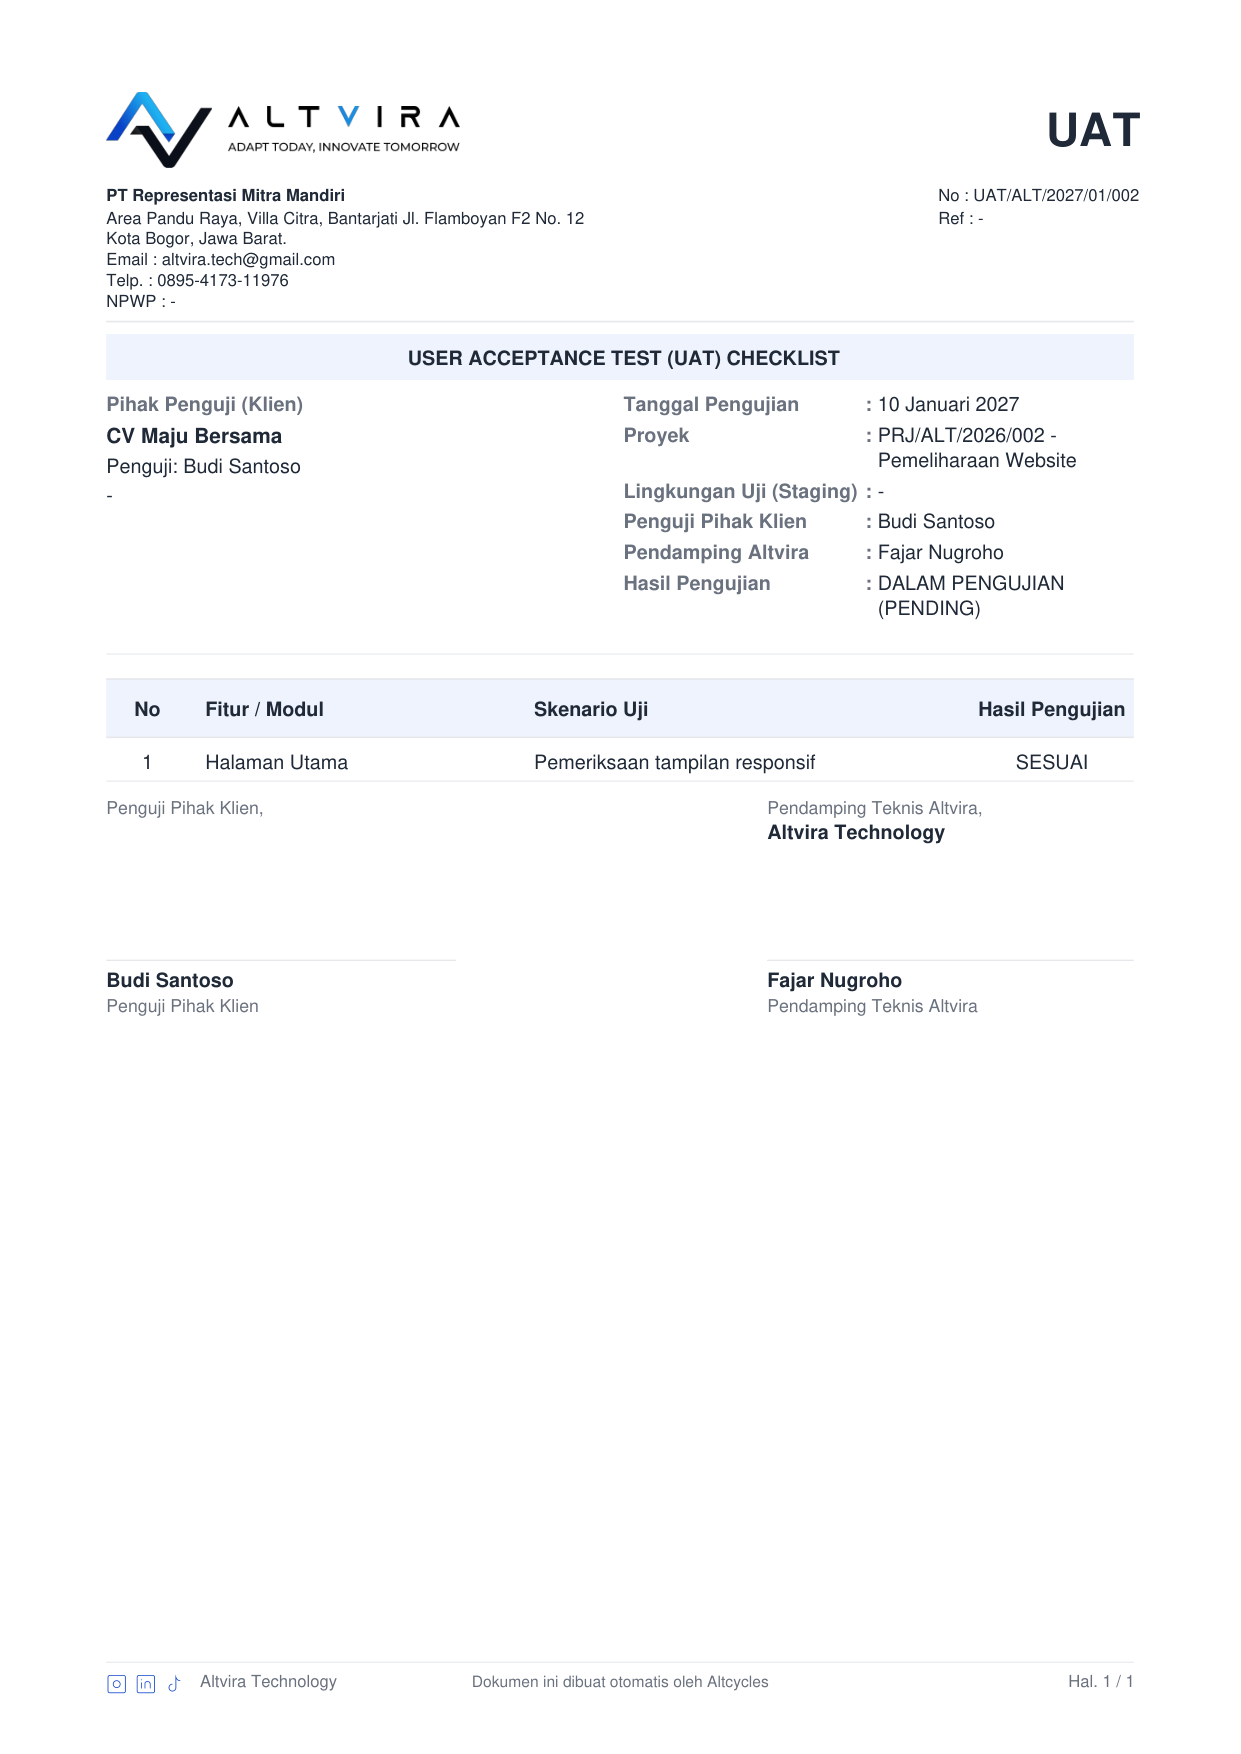 ALTVIRA
ADAPT TODAY, INNOVATE TOMORROW
UAT
PT Representasi Mitra Mandiri
Area Pandu Raya, Villa Citra, Bantarjati Jl. Flamboyan F2 No. 12
Kota Bogor, Jawa Barat.
Email : altvira.tech@gmail.com
Telp. : 0895-4173-11976
NPWP : -
No : UAT/ALT/2027/01/002
Ref : -
USER ACCEPTANCE TEST (UAT) CHECKLIST
Pihak Penguji (Klien)
CV Maju Bersama
Penguji: Budi Santoso
-
Tanggal Pengujian : 10 Januari 2027
Proyek : PRJ/ALT/2026/002 -
Pemeliharaan Website
Lingkungan Uji (Staging) : -
Penguji Pihak Klien : Budi Santoso
Pendamping Altvira : Fajar Nugroho
Hasil Pengujian : DALAM PENGUJIAN
(PENDING)
No Fitur / Modul Skenario Uji Hasil Pengujian
1 Halaman Utama Pemeriksaan tampilan responsif SESUAI
Penguji Pihak Klien,
Pendamping Teknis Altvira,
Altvira Technology
Budi Santoso
Penguji Pihak Klien
Fajar Nugroho
Pendamping Teknis Altvira
in Altvira Technology Dokumen ini dibuat otomatis oleh Altcycles Hal. 1 / 1